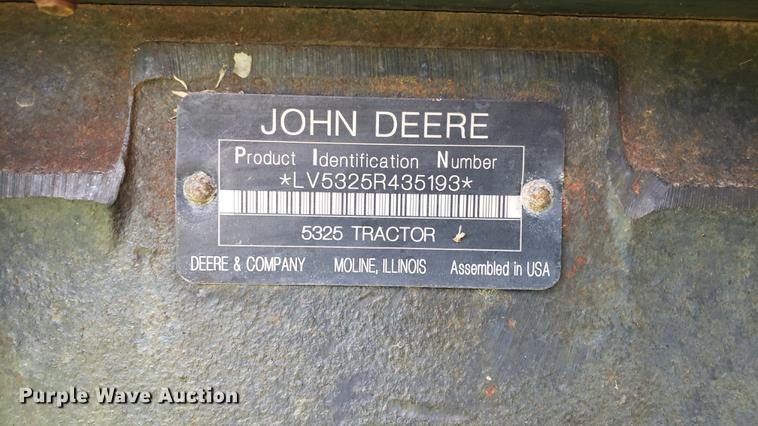 JOHN DEERE
Product Identification Number
*LV5325R435193*
5325 TRACTOR
DEERE & COMPANY MOLINE, ILLINOIS Assembled in USA
Purple Wave Auction®